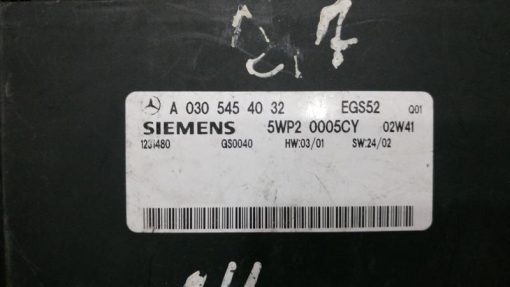 A 030 545 40 32 EGS52 Q01
SIEMENS 5WP2 0005CY 02W41
1231480 GS0040 HW:03/01 SW:24/02